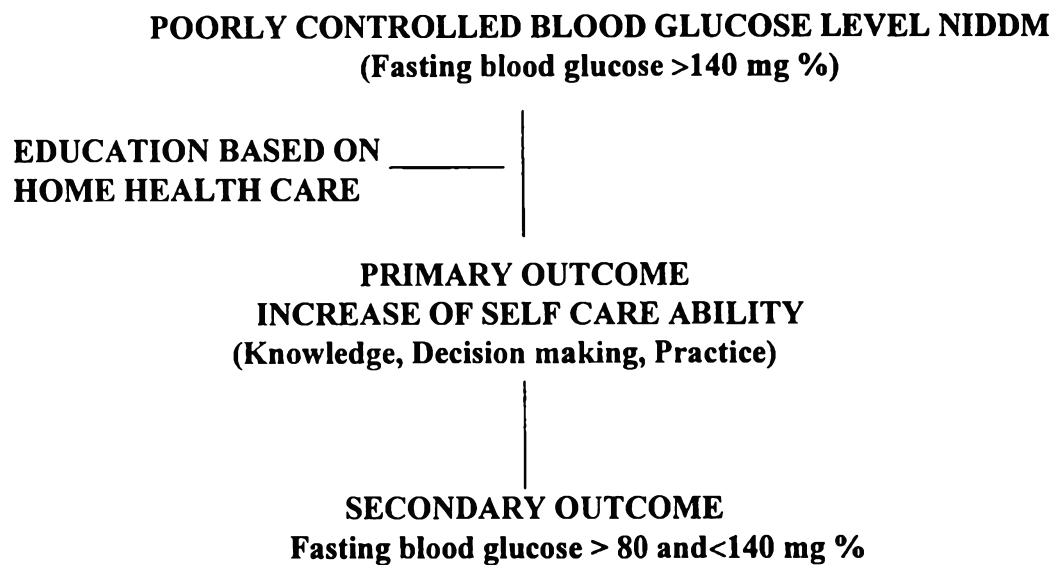 POORLY CONTROLLED BLOOD GLUCOSE LEVEL NIDDM
(Fasting blood glucose >140 mg %)
EDUCATION BASED ON
HOME HEALTH CARE
PRIMARY OUTCOME
INCREASE OF SELF CARE ABILITY
(Knowledge, Decision making, Practice)
SECONDARY OUTCOME
Fasting blood glucose > 80 and<140 mg %